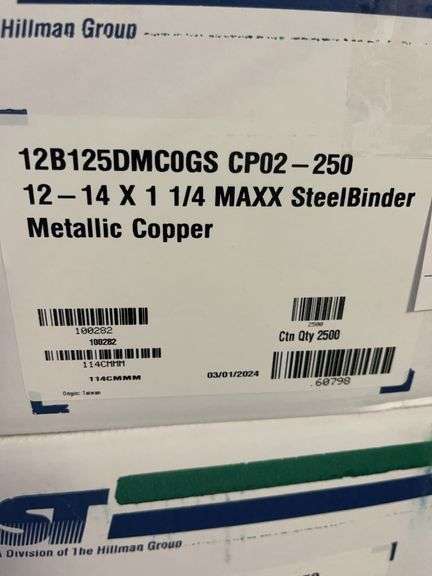 Hillman Group
12B125DMC0GS CP02-250
12-14 X 1 1/4 MAXX SteelBinder
Metallic Copper
100282
100282
114CMMM
114CMMM
Origin: Taiwan
2500
Ctn Qty 2500
03/01/2024
.60798
ST
A Division of The Hillman Group